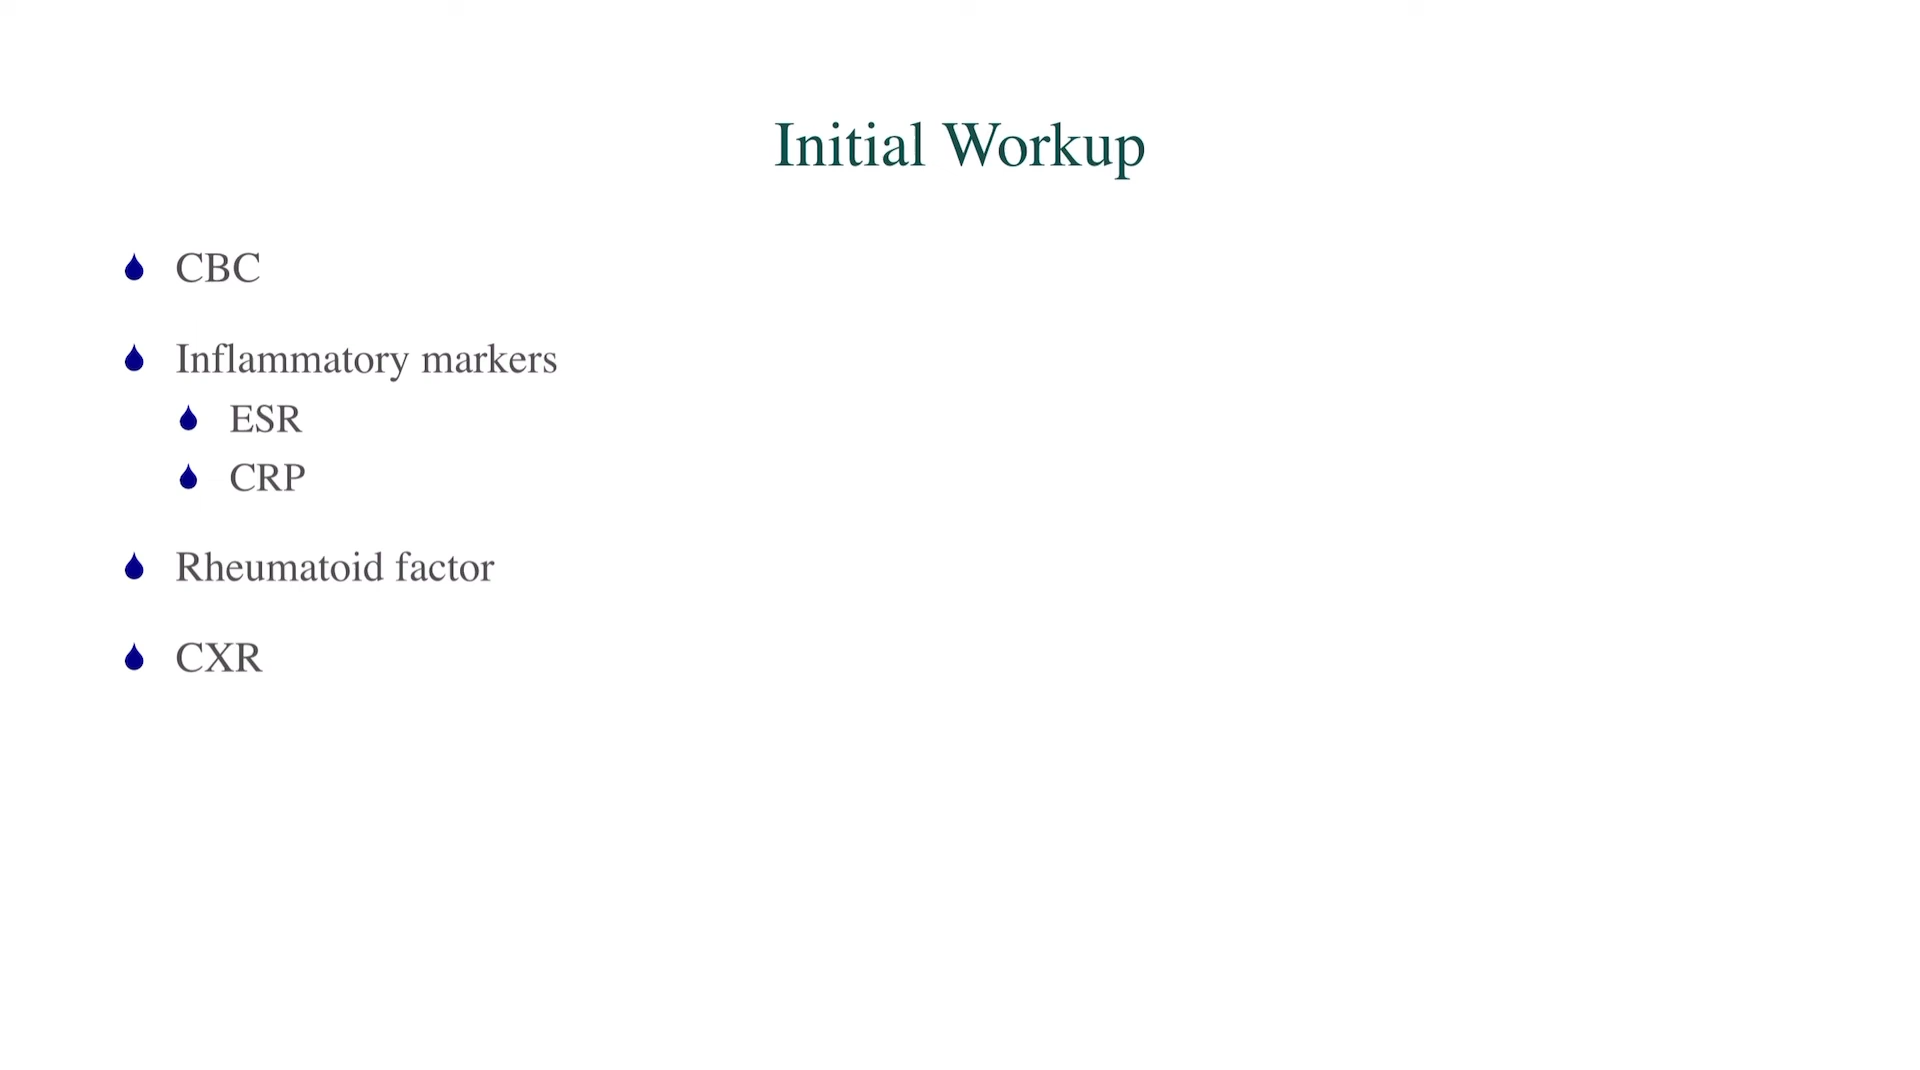 Initial Workup
CBC
Inflammatory markers
ESR
CRP
Rheumatoid factor
CXR